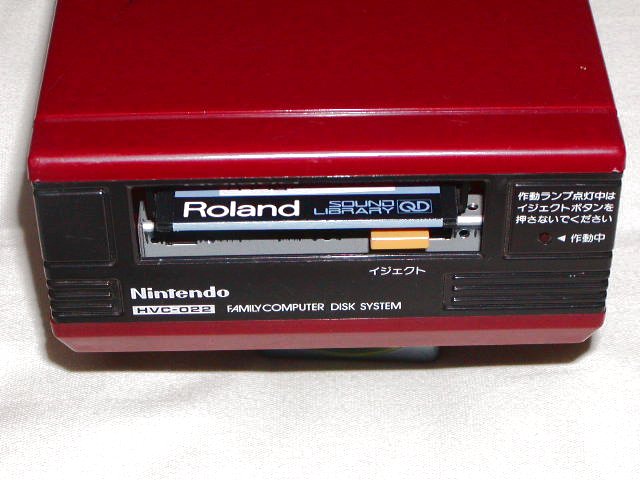 Roland SOUND LIBRARY QD
作動ランプ点灯中は
イジェクトボタンを
押さないでください
◀ 作動中
イジェクト
Nintendo
HVC-022 FAMILY COMPUTER DISK SYSTEM